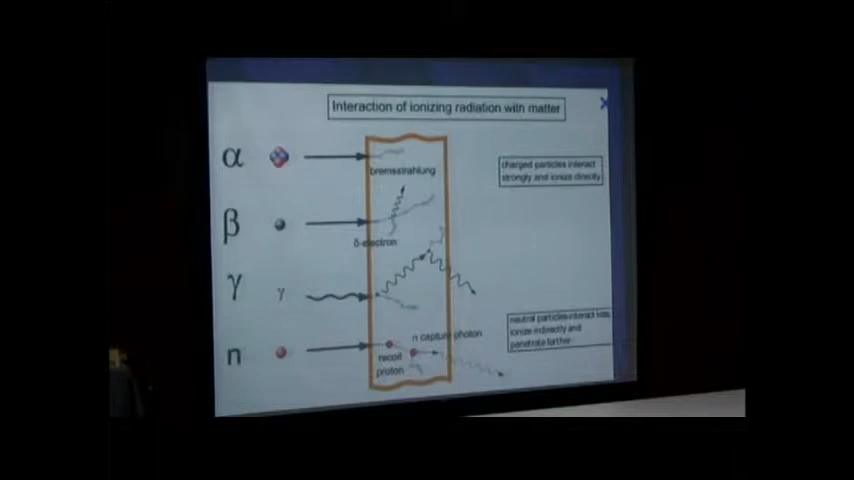 Interaction of ionizing radiation with matter
α
bremsstrahlung
charged particles interact
strongly and ionize directly
β
δ-electron
γ
γ
neutral particles interact less,
ionize indirectly and
penetrate farther
n capture photon
n
recoil
proton